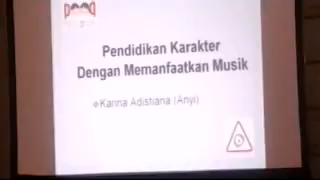 Pendidikan Karakter
Dengan Memanfaatkan Musik
❖Karina Adistiana (Anyi)